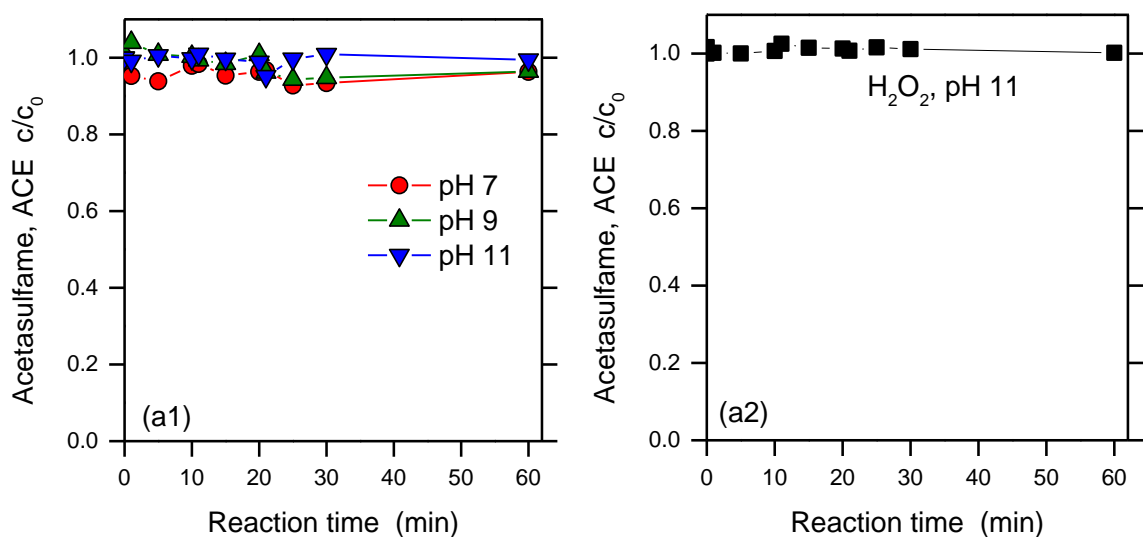 Acetasulfame, ACE c/c0
1.0
0.8
0.6
0.4
0.2
0.0
pH 7
pH 9
pH 11
(a1)
0 10 20 30 40 50 60
Reaction time (min)
Acetasulfame, ACE c/c0
1.0
0.8
0.6
0.4
0.2
0.0
H2O2, pH 11
(a2)
0 10 20 30 40 50 60
Reaction time (min)